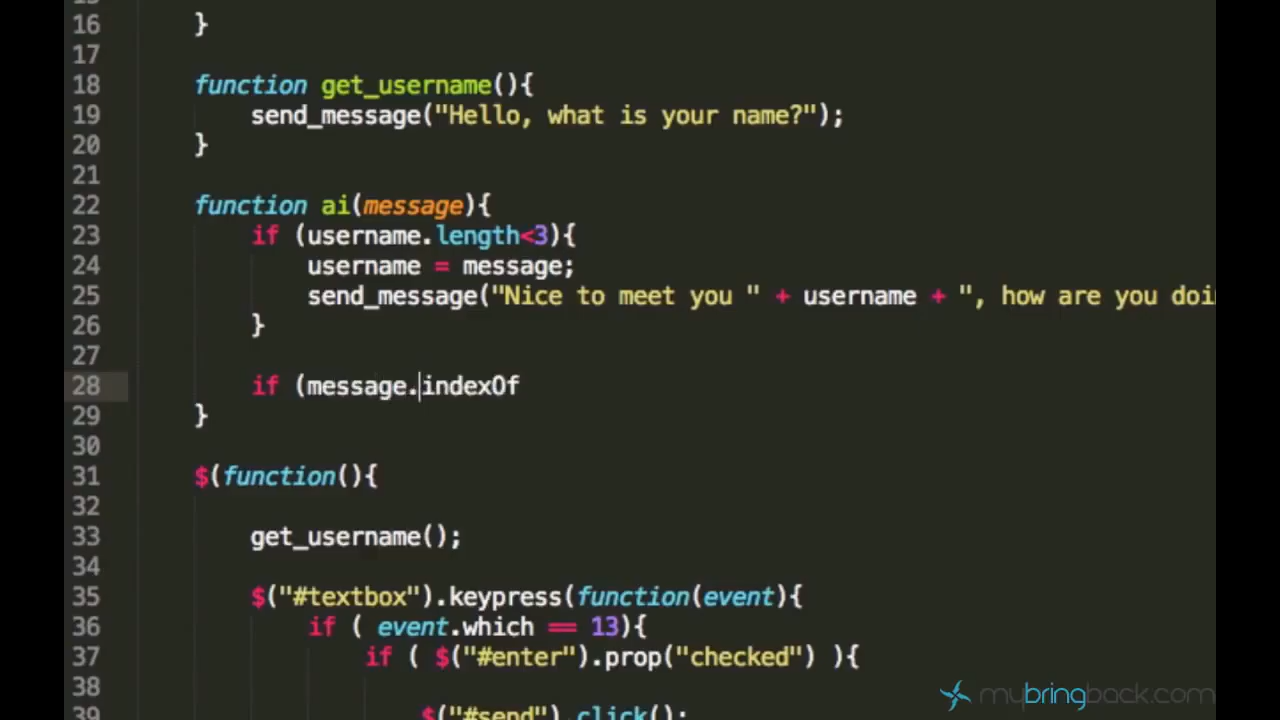 16 }
17
18 function get_username(){
19 send_message("Hello, what is your name?");
20 }
21
22 function ai(message){
23 if (username.length<3){
24 username = message;
25 send_message("Nice to meet you " + username + ", how are you doi
26 }
27
28 if (message.indexOf
29 }
30
31 $(function(){
32
33 get_username();
34
35 $("#textbox").keypress(function(event){
36 if ( event.which == 13){
37 if ( $("#enter").prop("checked") ){
38
39 $("#send").click();
mybringback.com